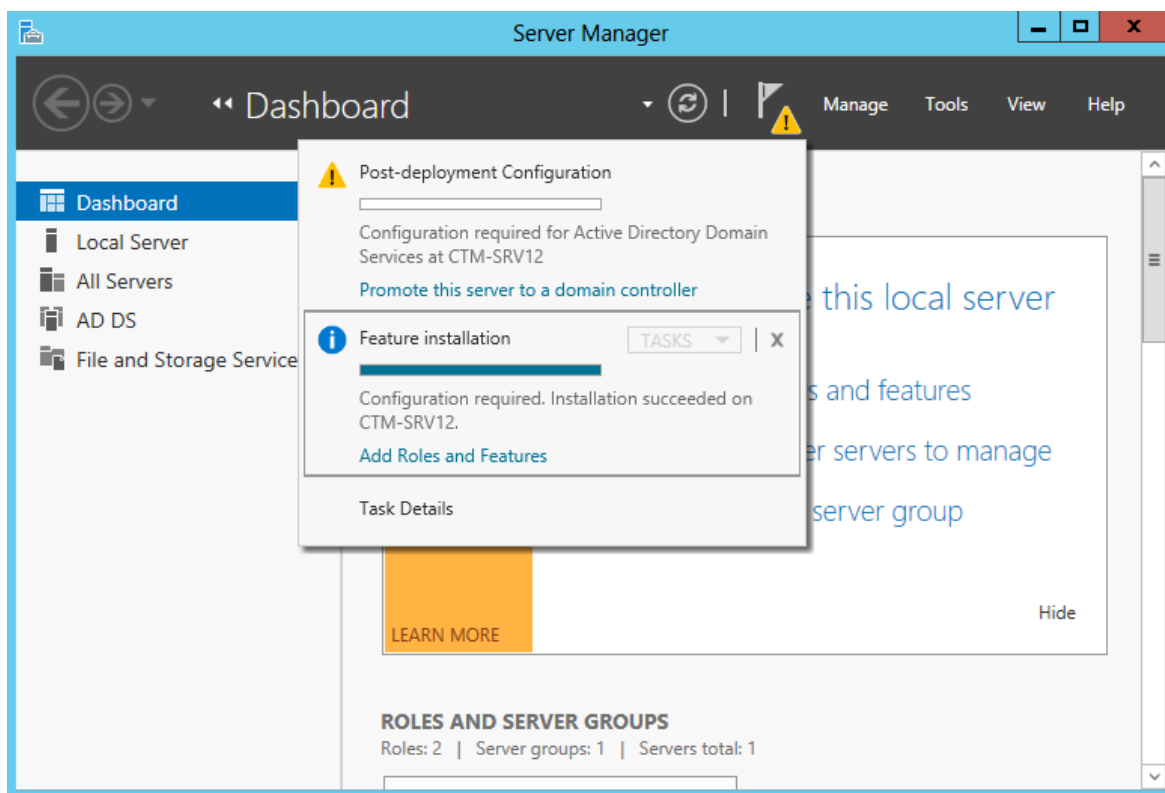 Server Manager
Dashboard
Manage Tools View Help
Dashboard
Local Server
All Servers
AD DS
File and Storage Service
Post-deployment Configuration
Configuration required for Active Directory Domain
Services at CTM-SRV12
Promote this server to a domain controller
Feature installation
TASKS
Configuration required. Installation succeeded on
CTM-SRV12.
Add Roles and Features
Task Details
this local server
and features
servers to manage
server group
LEARN MORE
Hide
ROLES AND SERVER GROUPS
Roles: 2 | Server groups: 1 | Servers total: 1